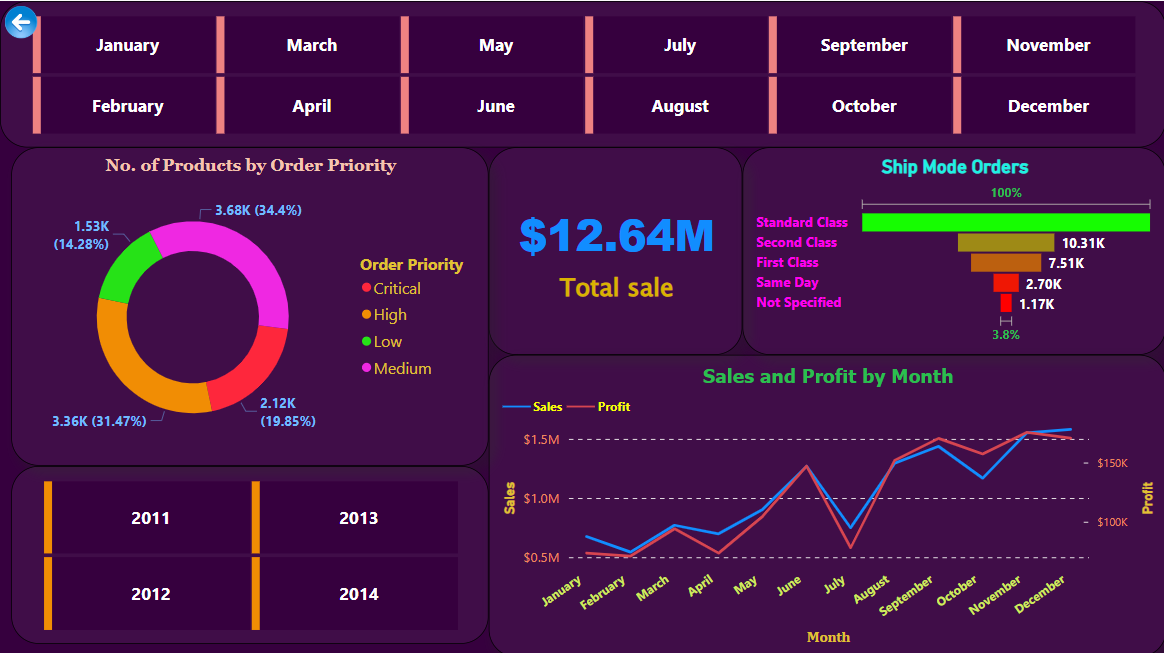 January
March
May
July
September
November
February
April
June
August
October
December
No. of Products by Order Priority
3.68K (34.4%)
1.53K
(14.28%)
Order Priority
Critical
High
Low
Medium
2.12K
(19.85%)
3.36K (31.47%)
$12.64M
Total sale
Ship Mode Orders
100%
Standard Class
Second Class
10.31K
First Class
7.51K
Same Day
2.70K
Not Specified
1.17K
3.8%
2011
2013
2012
2014
Sales and Profit by Month
Sales
Profit
$1.5M
$1.0M
$0.5M
Sales
$150K
$100K
Profit
January
February
March
April
May
June
July
August
September
October
November
December
Month